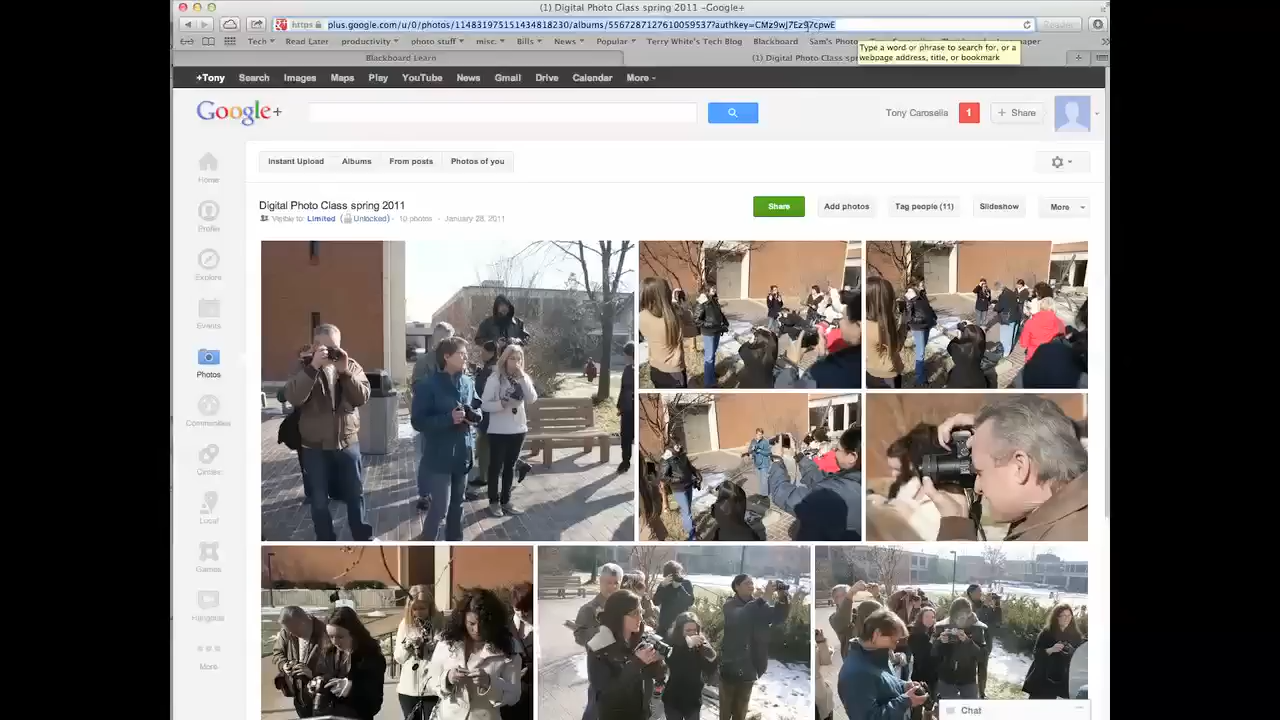 (1) Digital Photo Class spring 2011 -Google+
https plus.google.com/u/0/photos/114831975151434818230/albums/5567287127610059537?authkey=CMz9wJ7Ez97cpwE Reader
Tech Read Later productivity photo stuff misc. Bills News Popular Terry White's Tech Blog Blackboard Sam's
Type a word or phrase to search for, or a
webpage address, title, or bookmark
Blackboard Learn (1) Digital Photo Class
+Tony Search Images Maps Play YouTube News Gmail Drive Calendar More
Google+ Tony Carosella 1 + Share
Instant Upload Albums From posts Photos of you
Home
Profile
Explore
Events
Photos
Communities
Circles
Local
Games
Hangouts
More
Digital Photo Class spring 2011 Share Add photos Tag people (11) Slideshow More
Visible to: Limited (Unlocked) - 10 photos - January 28, 2011
Chat